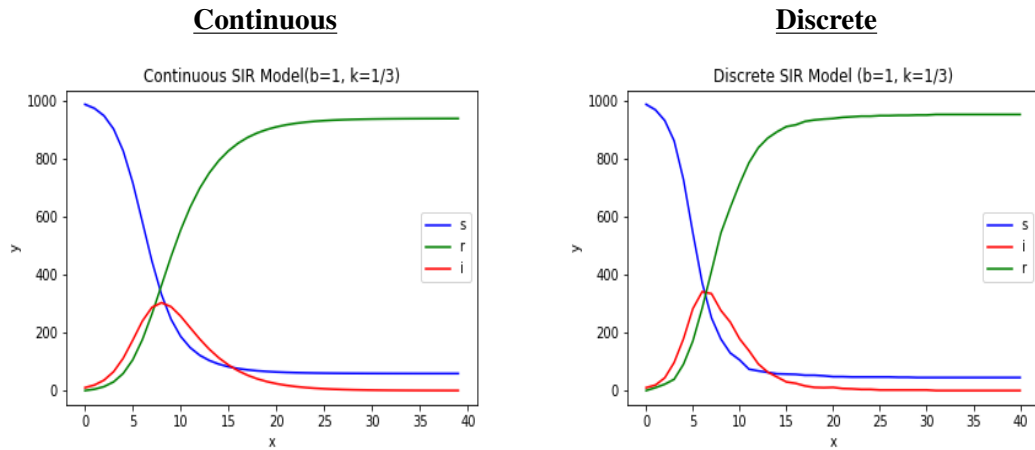 Continuous
Discrete
Continuous SIR Model(b=1, k=1/3)
1000
800
600
400
200
0
y
s
r
i
0 5 10 15 20 25 30 35 40
x
Discrete SIR Model (b=1, k=1/3)
1000
800
600
400
200
0
y
s
i
r
0 5 10 15 20 25 30 35 40
x